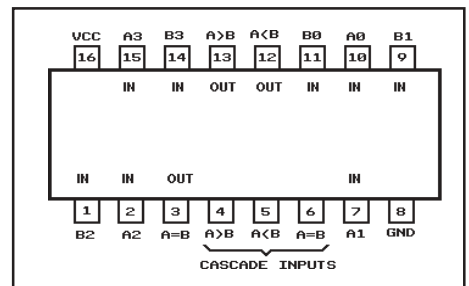 VCC A3 B3 A>B A<B B0 A0 B1
16 15 14 13 12 11 10 9
IN IN OUT OUT IN IN IN
IN IN OUT IN
1 2 3 4 5 6 7 8
B2 A2 A=B A>B A<B A=B A1 GND
CASCADE INPUTS